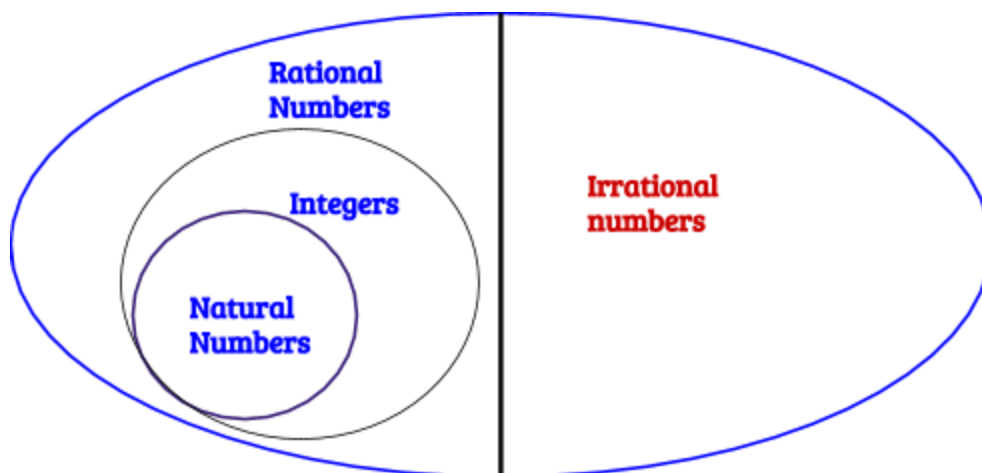 Rational
Numbers
Integers
Irrational
numbers
Natural
Numbers